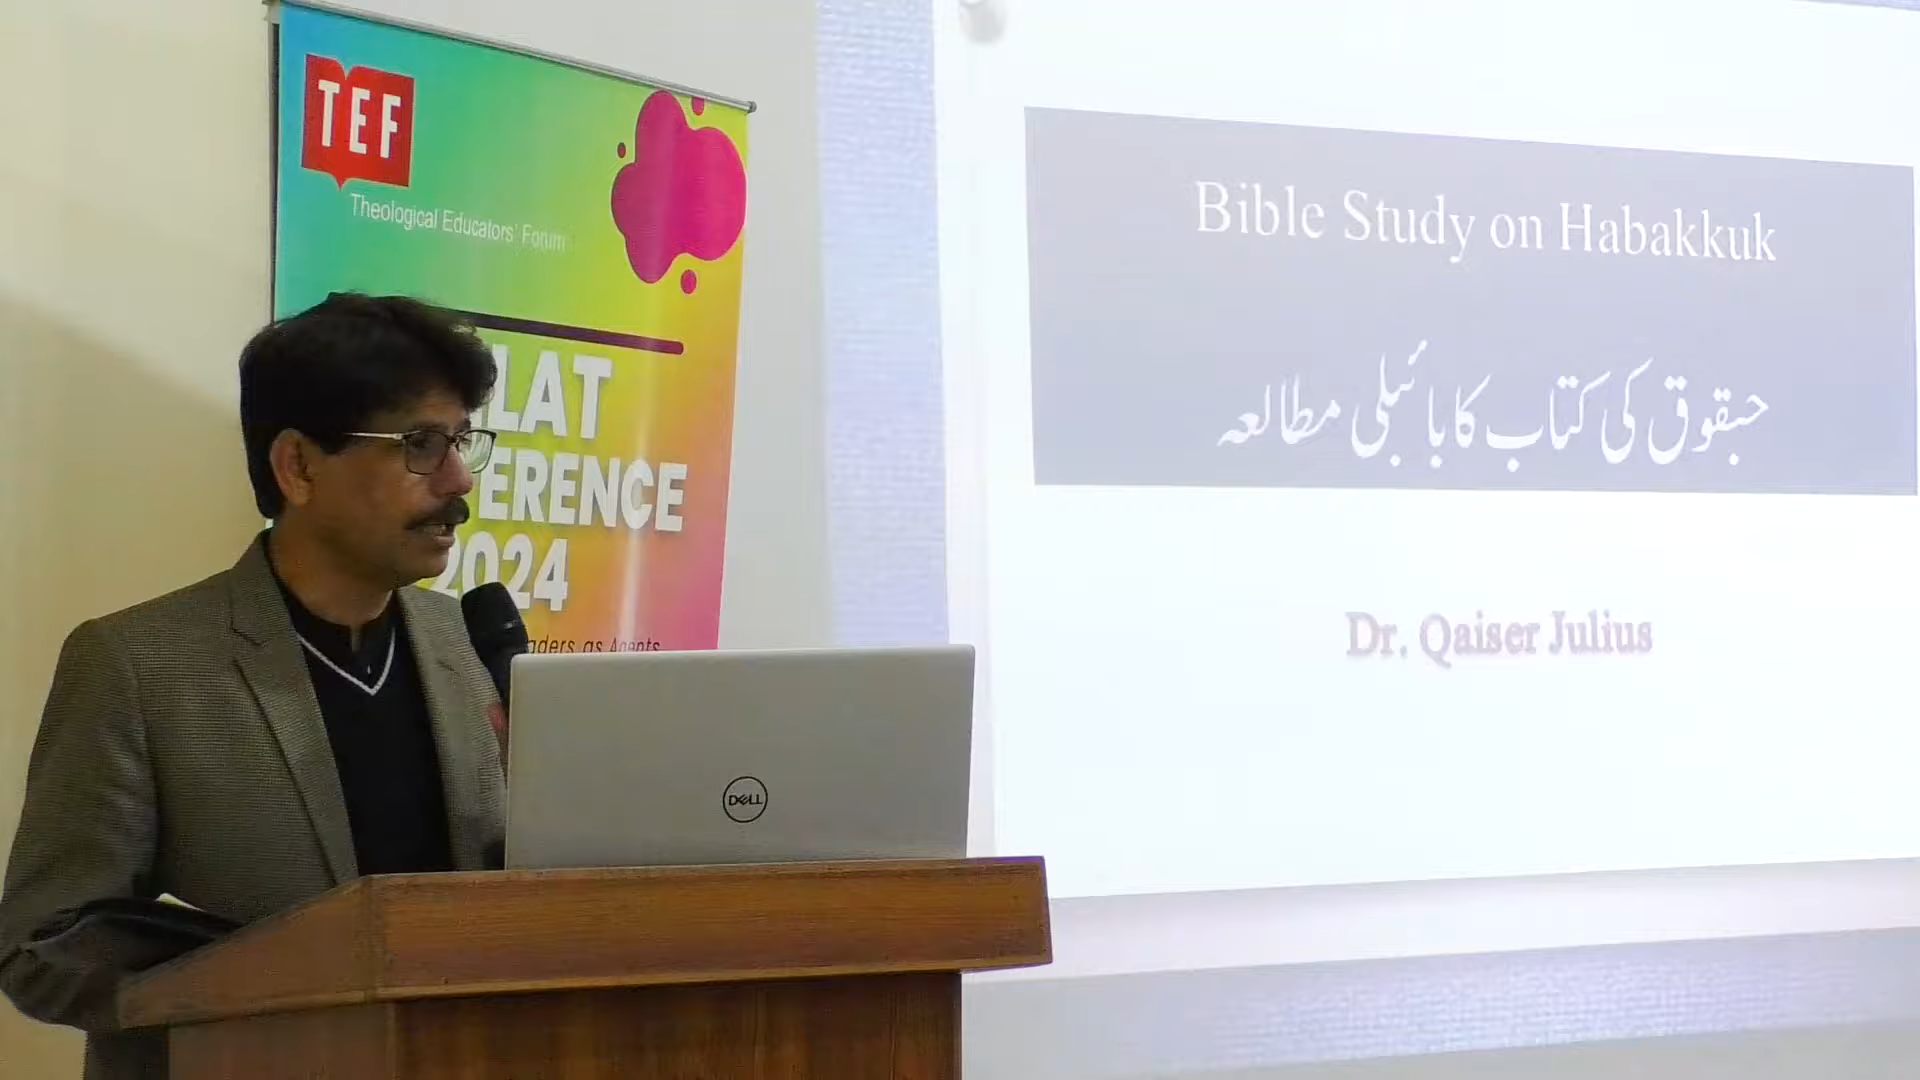 TEF
Theological Educators' Forum
LAT
ERENCE
2024
as Agents
Bible Study on Habakkuk
حبقوق کی کتاب کا بائبلی مطالعہ
Dr. Qaiser Julius
DELL